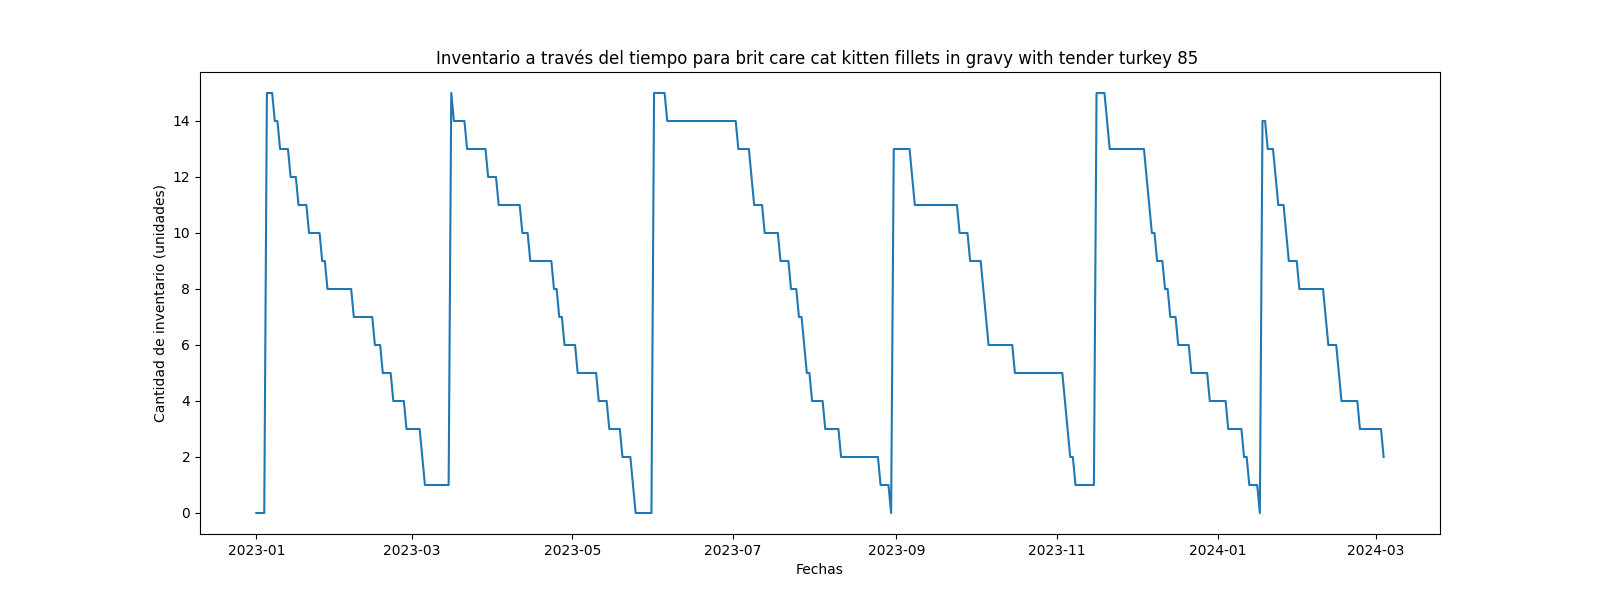 Inventario a través del tiempo para brit care cat kitten fillets in gravy with tender turkey 85
Cantidad de inventario (unidades)
14
12
10
8
6
4
2
0
2023-01 2023-03 2023-05 2023-07 2023-09 2023-11 2024-01 2024-03
Fechas